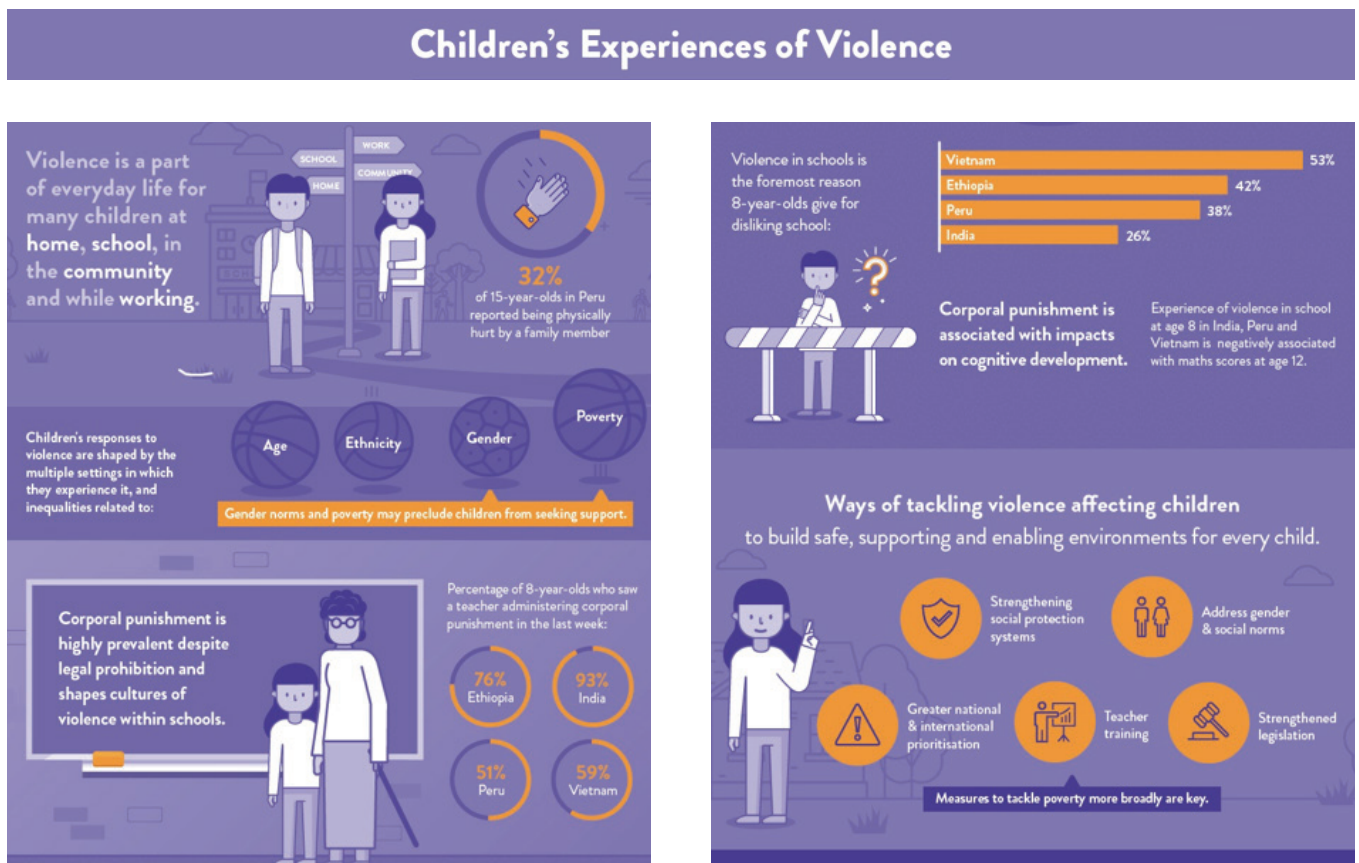 Children's Experiences of Violence
Violence is a part
of everyday life for
many children at
home, school, in
the community
and while working.
WORK
SCHOOL
COMMUNITY
HOME
32%
of 15-year-olds in Peru
reported being physically
hurt by a family member
Children's responses to
violence are shaped by the
multiple settings in which
they experience it, and
inequalities related to:
Age
Ethnicity
Gender
Poverty
Gender norms and poverty may preclude children from seeking support.
Corporal punishment is
highly prevalent despite
legal prohibition and
shapes cultures of
violence within schools.
Percentage of 8-year-olds who saw
a teacher administering corporal
punishment in the last week:
76%
Ethiopia
93%
India
51%
Peru
59%
Vietnam
Violence in schools is
the foremost reason
8-year-olds give for
disliking school:
Vietnam 53%
Ethiopia 42%
Peru 38%
India 26%
?
Corporal punishment is
associated with impacts
on cognitive development.
Experience of violence in school
at age 8 in India, Peru and
Vietnam is negatively associated
with maths scores at age 12.
Ways of tackling violence affecting children
to build safe, supporting and enabling environments for every child.
Strengthening
social protection
systems
Address gender
& social norms
Greater national
& international
prioritisation
Teacher
training
Strengthened
legislation
Measures to tackle poverty more broadly are key.